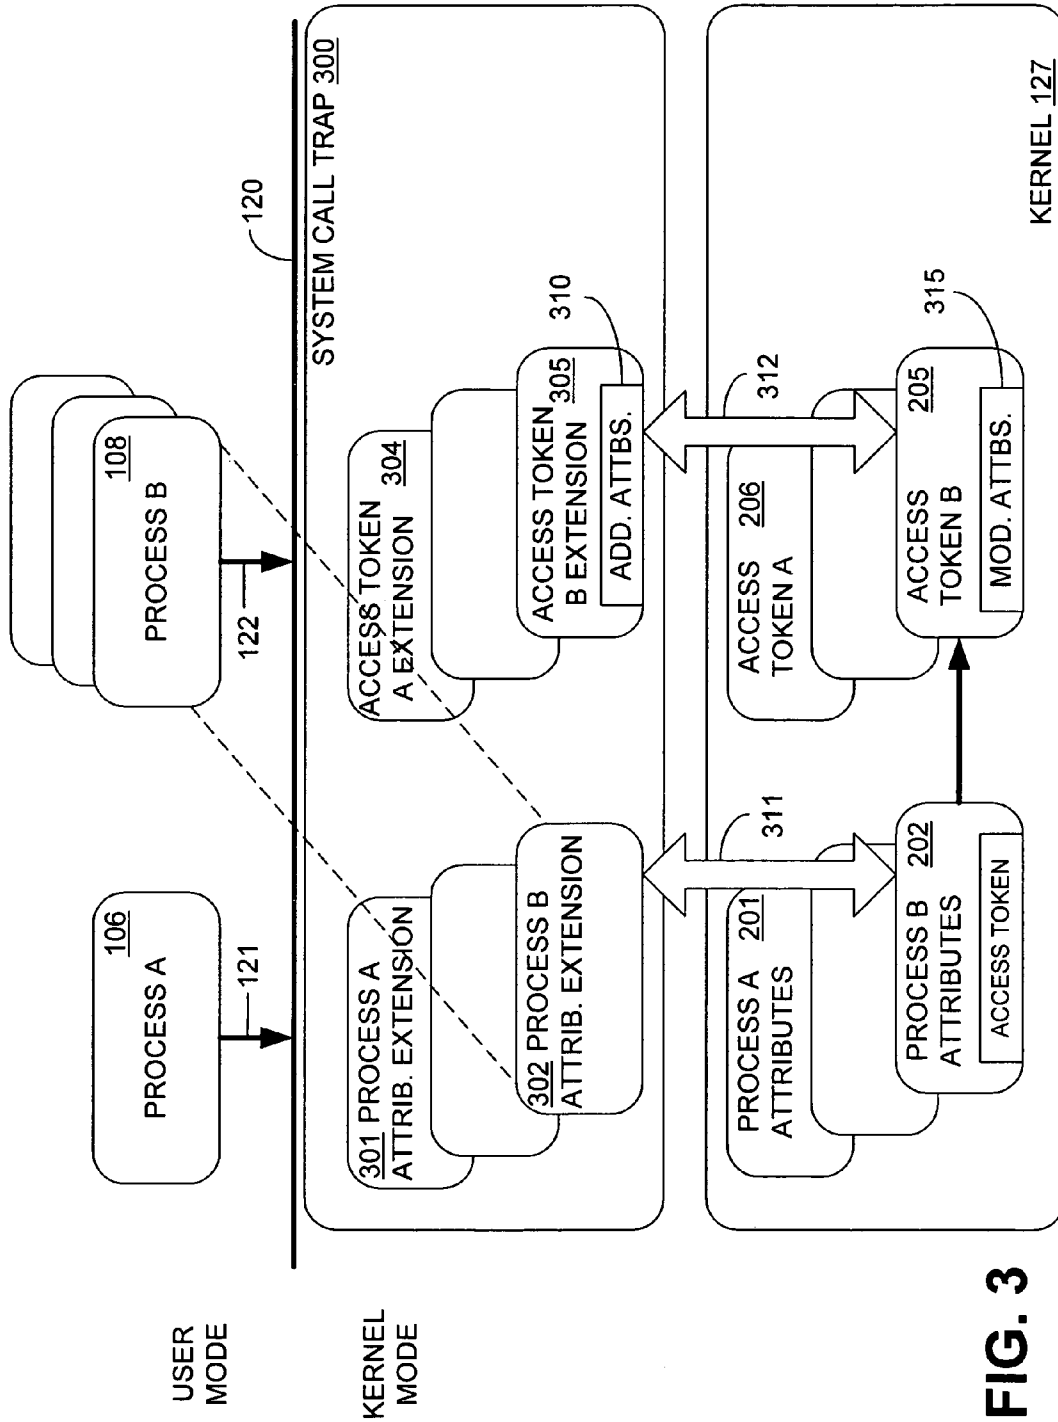 USER
MODE
KERNEL
MODE
106
PROCESS A
121
108
PROCESS B
122
120
SYSTEM CALL TRAP 300
301 PROCESS A
ATTRIB. EXTENSION
302 PROCESS B
ATTRIB. EXTENSION
ACCESS TOKEN
A EXTENSION
304
ACCESS TOKEN
B EXTENSION
305
ADD. ATTBS.
310
311
312
PROCESS A
ATTRIBUTES
201
PROCESS B
ATTRIBUTES
202
ACCESS TOKEN
ACCESS
TOKEN A
206
ACCESS
TOKEN B
205
MOD. ATTBS.
315
KERNEL 127
FIG. 3